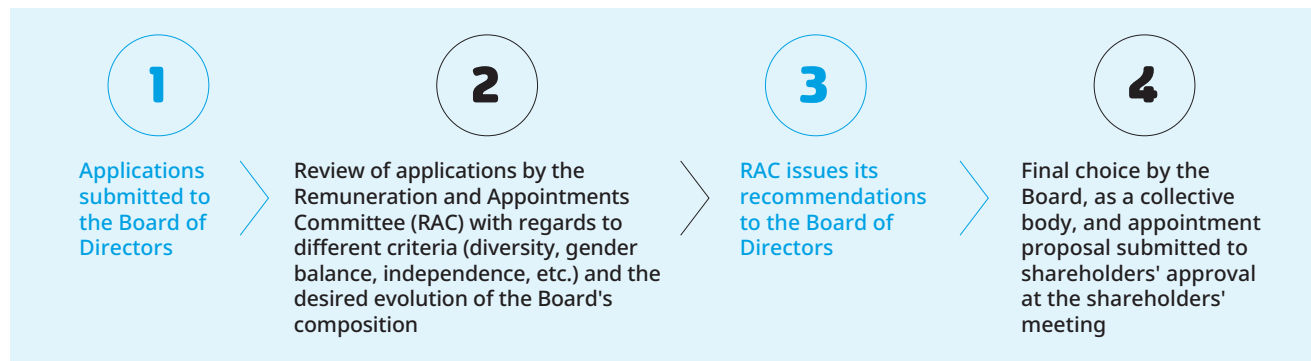 1
Applications
submitted to
the Board of
Directors
2
Review of applications by the
Remuneration and Appointments
Committee (RAC) with regards to
different criteria (diversity, gender
balance, independence, etc.) and the
desired evolution of the Board's
composition
3
RAC issues its
recommendations
to the Board of
Directors
4
Final choice by the
Board, as a collective
body, and appointment
proposal submitted to
shareholders' approval
at the shareholders'
meeting